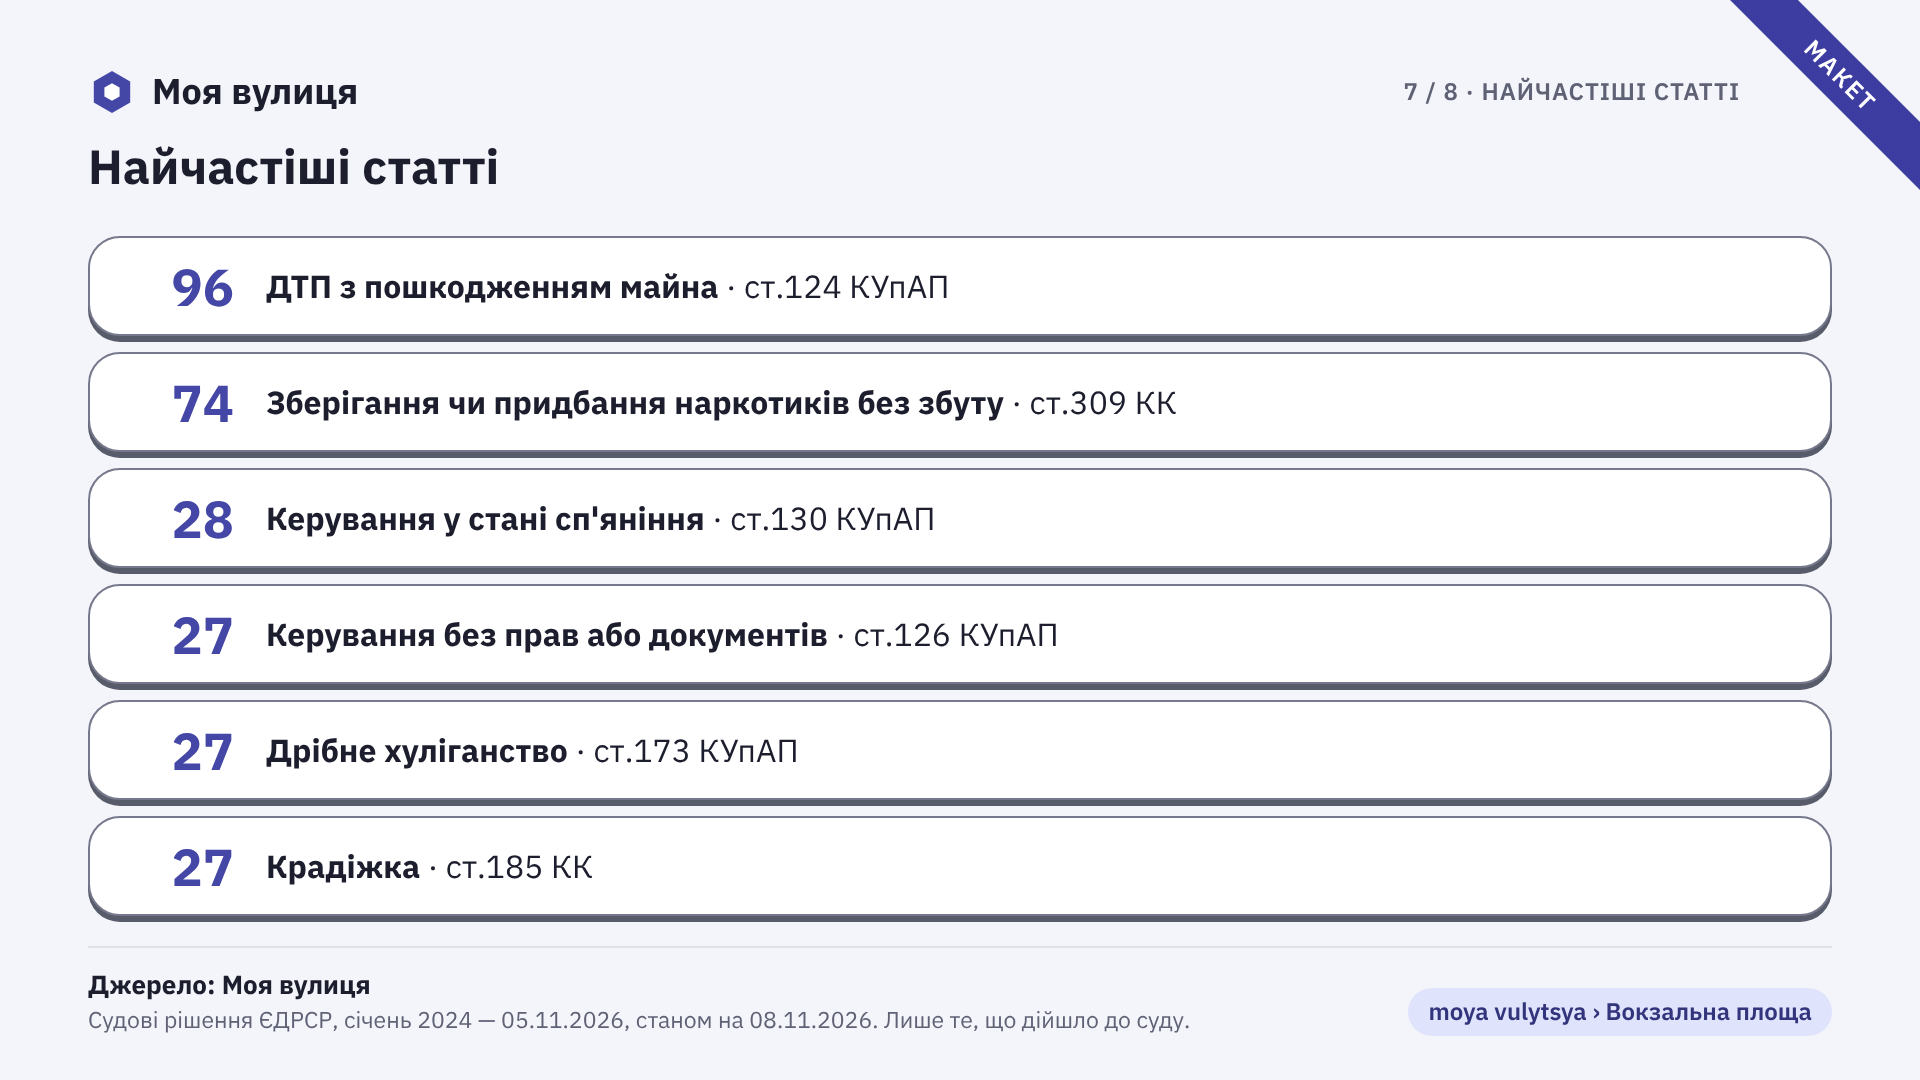 Моя вулиця
7 / 8 · НАЙЧАСТІШІ СТАТТІ
МАКЕТ
Найчастіші статті
96 ДТП з пошкодженням майна · ст.124 КУпАП
74 Зберігання чи придбання наркотиків без збуту · ст.309 КК
28 Керування у стані сп'яніння · ст.130 КУпАП
27 Керування без прав або документів · ст.126 КУпАП
27 Дрібне хуліганство · ст.173 КУпАП
27 Крадіжка · ст.185 КК
Джерело: Моя вулиця
Судові рішення ЄДРСР, січень 2024 — 05.11.2026, станом на 08.11.2026. Лише те, що дійшло до суду.
moya vulytsya › Вокзальна площа